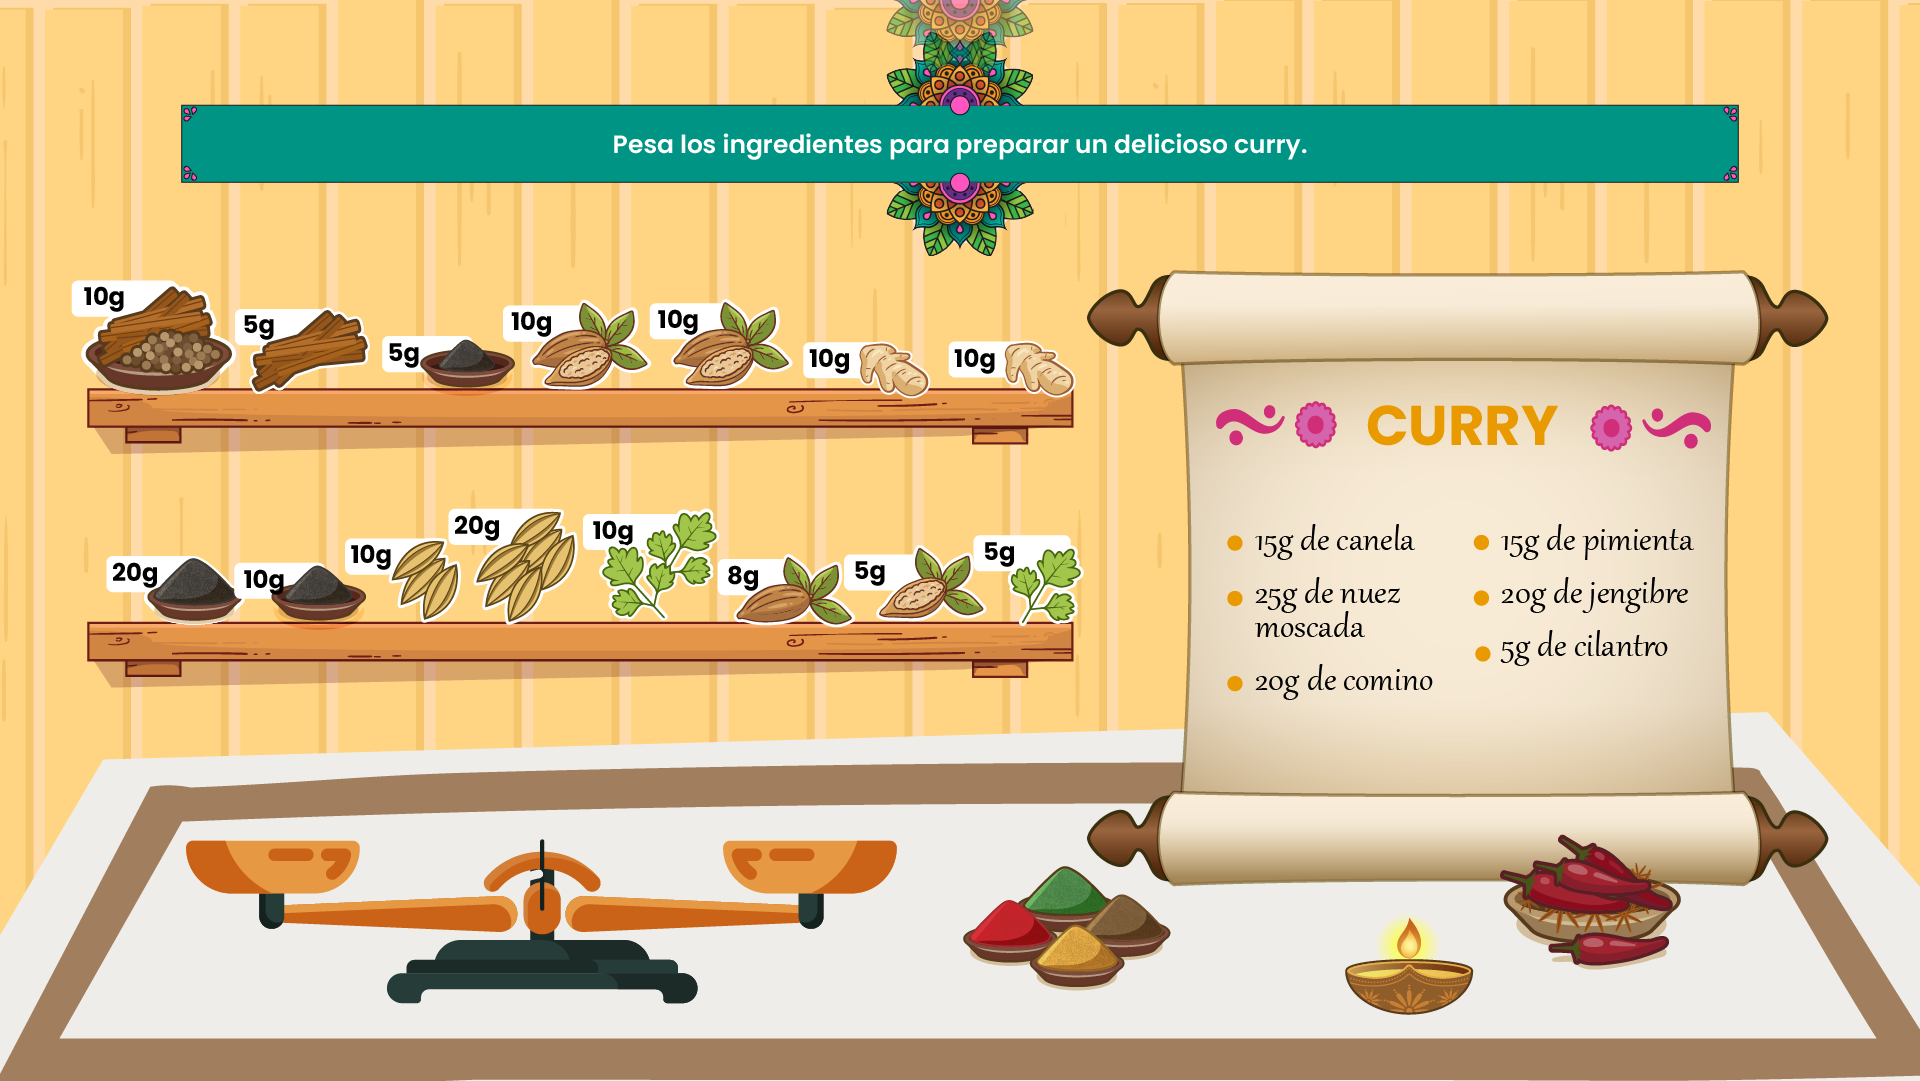 Pesa los ingredientes para preparar un delicioso curry.
10g
5g
5g
10g
10g
10g
10g
20g
10g
10g
20g
10g
8g
5g
5g
CURRY
15g de canela
25g de nuez
moscada
20g de comino
15g de pimienta
20g de jengibre
5g de cilantro